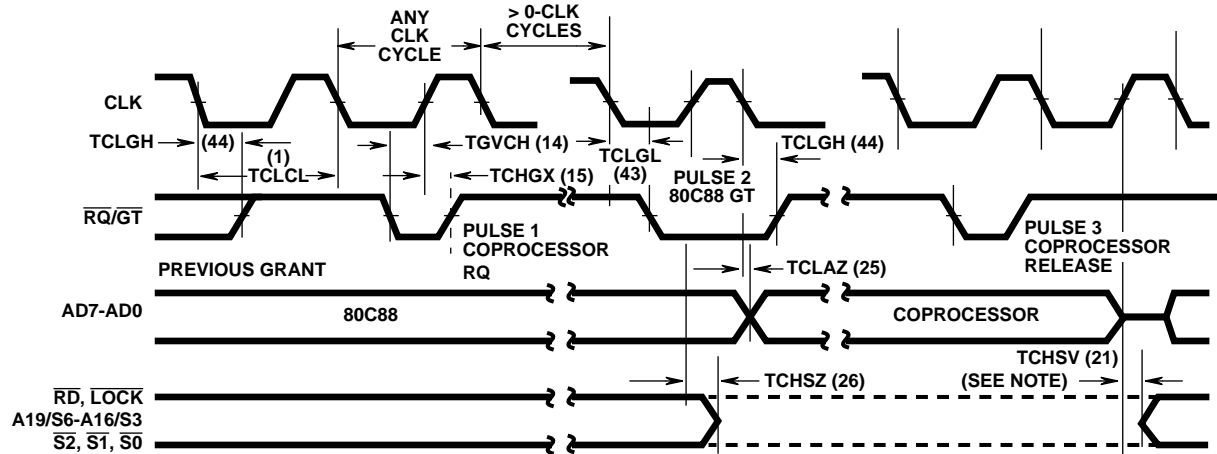 ANY
CLK
CYCLE
> 0-CLK
CYCLES
CLK
TCLGH
(44)
(1)
TCLCL
TGVCH (14)
TCHGX (15)
TCLGL
(43)
PULSE 2
80C88 GT
TCLGH (44)
RQ/GT
PULSE 1
COPROCESSOR
RQ
PULSE 3
COPROCESSOR
RELEASE
PREVIOUS GRANT
TCLAZ (25)
AD7-AD0
80C88
COPROCESSOR
TCHSZ (26)
TCHSV (21)
(SEE NOTE)
RD, LOCK
A19/S6-A16/S3
S2, S1, S0